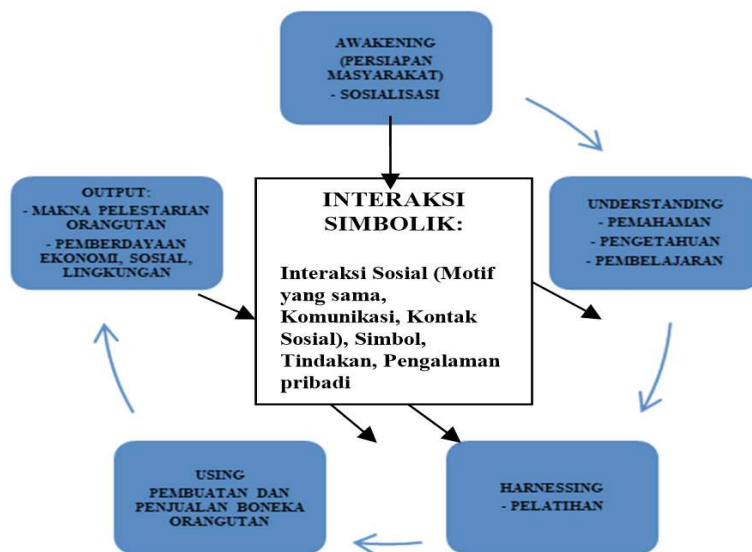 AWAKENING
(PERSIAPAN
MASYARAKAT)
- SOSIALISASI
OUTPUT:
- MAKNA PELESTARIAN
ORANGUTAN
- PEMBERDAYAAN
EKONOMI, SOSIAL,
LINGKUNGAN
INTERAKSI
SIMBOLIK:
Interaksi Sosial (Motif
yang sama,
Komunikasi, Kontak
Sosial), Simbol,
Tindakan, Pengalaman
pribadi
UNDERSTANDING
- PEMAHAMAN
- PENGETAHUAN
- PEMBELAJARAN
USING
PEMBUATAN DAN
PENJUALAN BONEKA
ORANGUTAN
HARNESSING
- PELATIHAN